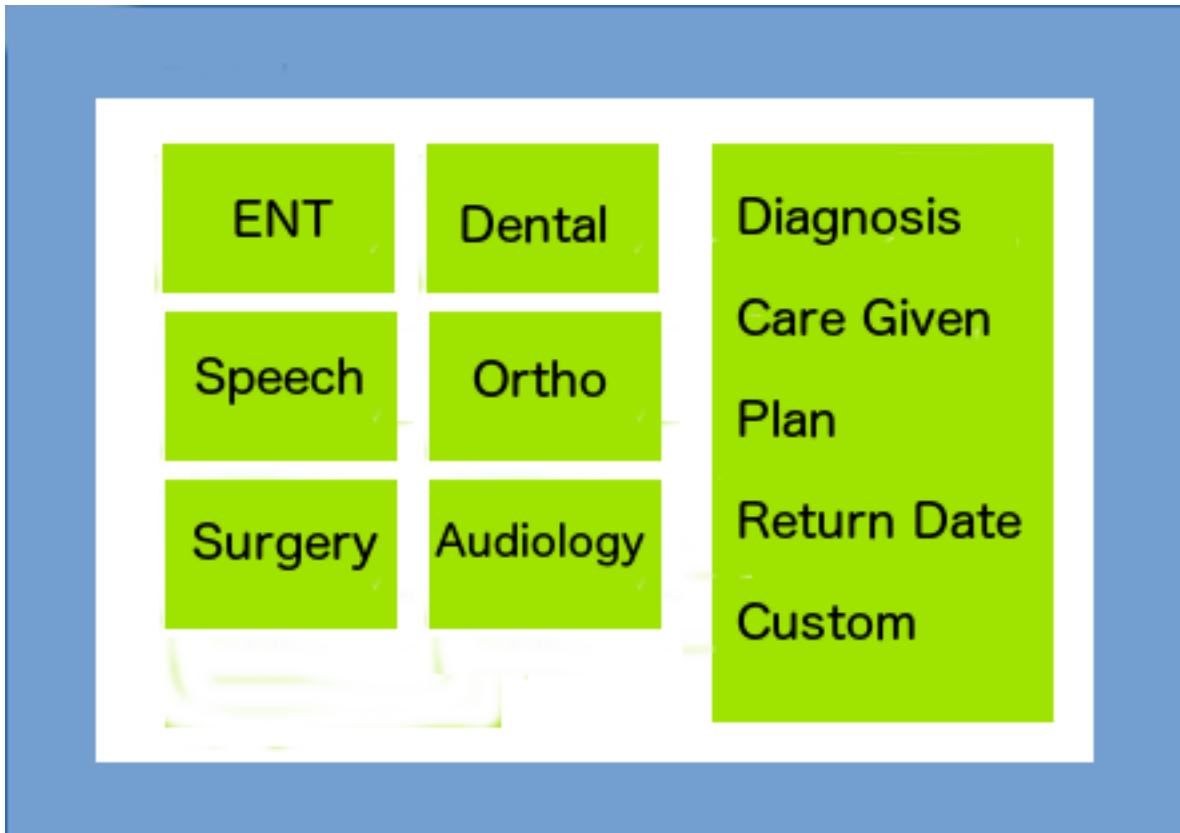 ENT
Dental
Speech
Ortho
Surgery
Audiology
Diagnosis
Care Given
Plan
Return Date
Custom